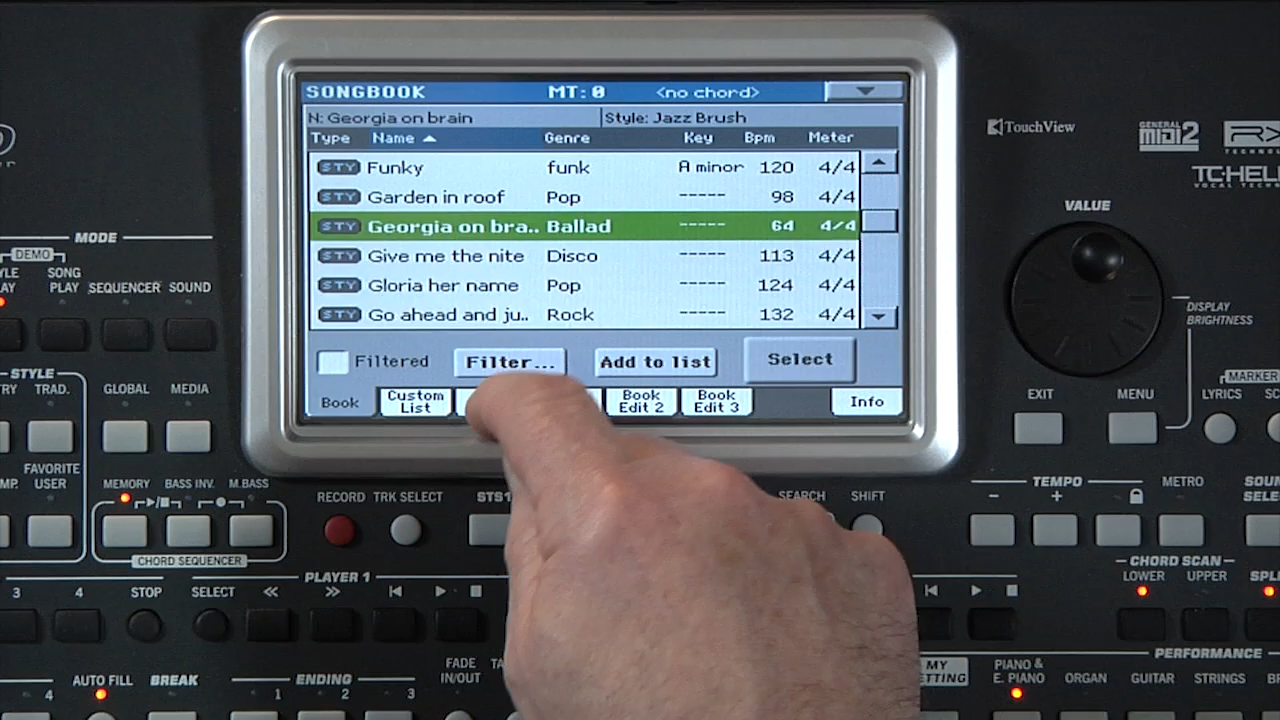 SONGBOOK MT: 0 <no chord>
N: Georgia on brain Style: Jazz Brush
Type Name Genre Key Bpm Meter
STY Funky funk A minor 120 4/4
STY Garden in roof Pop ----- 98 4/4
STY Georgia on bra.. Ballad ----- 64 4/4
STY Give me the nite Disco ----- 113 4/4
STY Gloria her name Pop ----- 124 4/4
STY Go ahead and ju.. Rock ----- 132 4/4
Filtered Filter... Add to list Select
Book Custom List Book Edit 2 Book Edit 3 Info
TouchView
GENERAL MIDI 2
VALUE
DISPLAY
BRIGHTNESS
MODE
DEMO
SONG
PLAY SEQUENCER SOUND
STYLE
TRAD. GLOBAL MEDIA
FAVORITE
USER
MEMORY BASS INV. M.BASS
CHORD SEQUENCER
EXIT MENU LYRICS
MARKER
RECORD TRK SELECT STS1 SEARCH SHIFT
TEMPO
- +
METRO
CHORD SCAN
LOWER UPPER
PLAYER 1
3 4 STOP SELECT
PERFORMANCE
4 AUTO FILL BREAK
ENDING
1 2 3
FADE
IN/OUT
MY
PIANO &
E. PIANO ORGAN GUITAR STRINGS